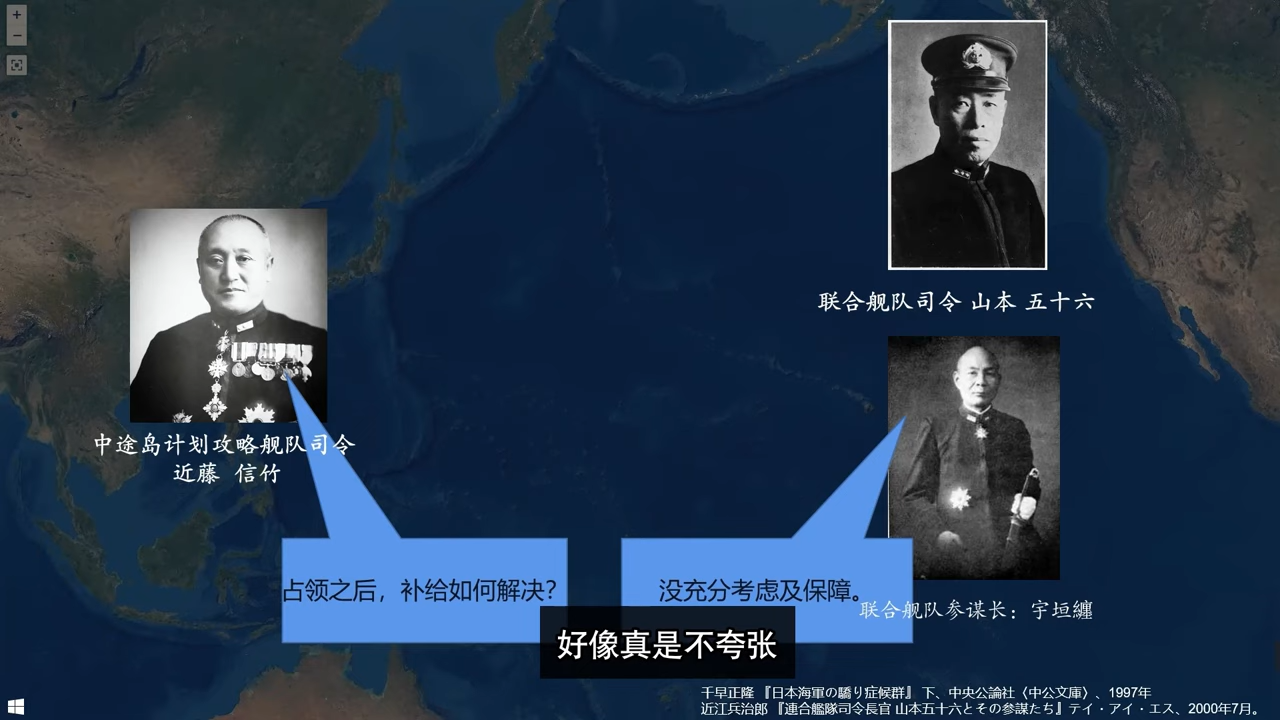 联合舰队司令 山本 五十六
中途岛计划攻略舰队司令
近藤 信竹
占领之后，补给如何解决？
没充分考虑及保障。
联合舰队参谋长：宇垣纏
好像真是不夸张
千早正隆 『日本海軍の驕り症候群』 下、中央公論社〈中公文庫〉、1997年
近江兵治郎 『連合艦隊司令長官 山本五十六とその参謀たち』テイ・アイ・エス、2000年7月。